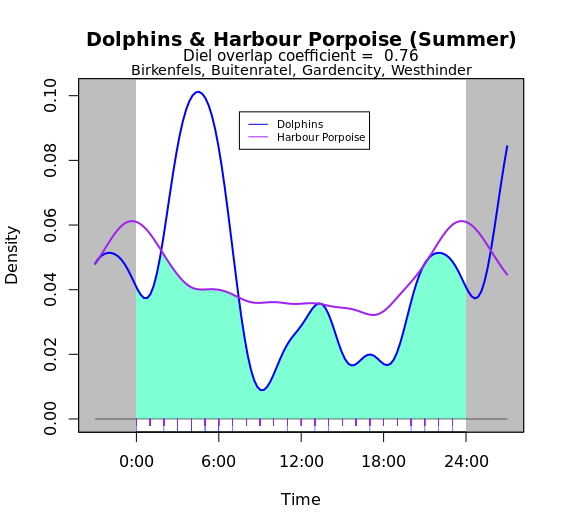 Dolphins & Harbour Porpoise (Summer)
Diel overlap coefficient = 0.76
Birkenfels, Buitenratel, Gardencity, Westhinder
Dolphins
Harbour Porpoise
Density
0.10
0.08
0.06
0.04
0.02
0.00
0:00 6:00 12:00 18:00 24:00
Time